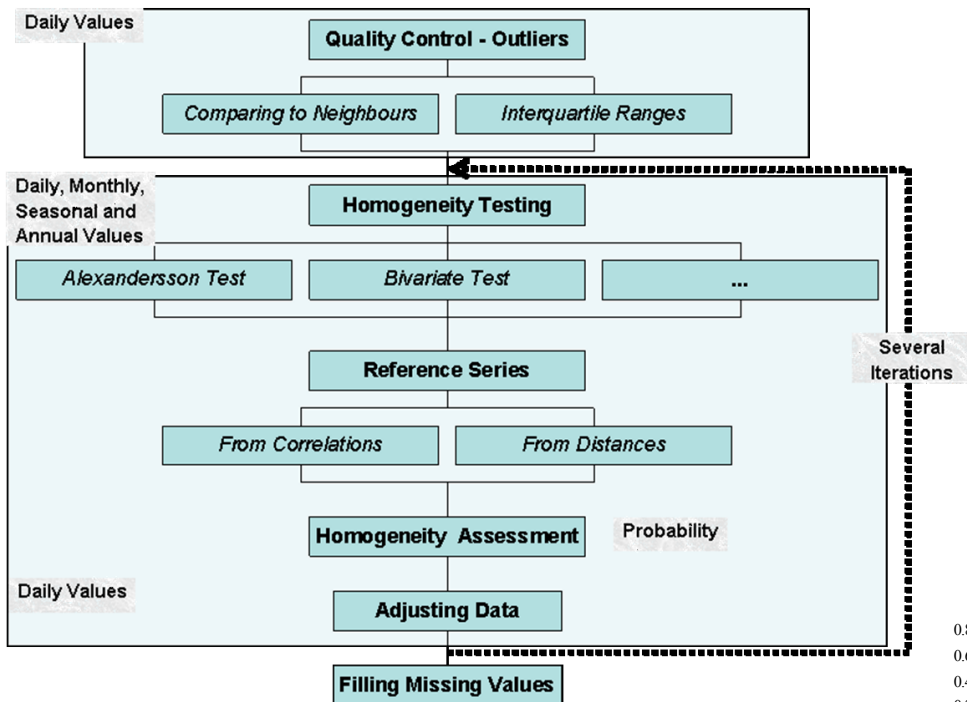 Daily Values
Quality Control - Outliers
Comparing to Neighbours
Interquartile Ranges
Daily, Monthly,
Seasonal and
Annual Values
Homogeneity Testing
Alexandersson Test
Bivariate Test
...
Several
Iterations
Reference Series
From Correlations
From Distances
Homogeneity Assessment
Probability
Daily Values
Adjusting Data
Filling Missing Values